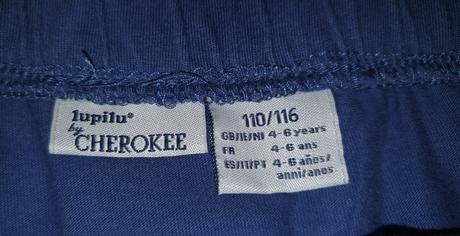 lupilu®
by
CHEROKEE
110/116
GB/IE/NI 4-6 years
FR 4-6 ans
ES/IT/PT 4-6 años/
anni/anos